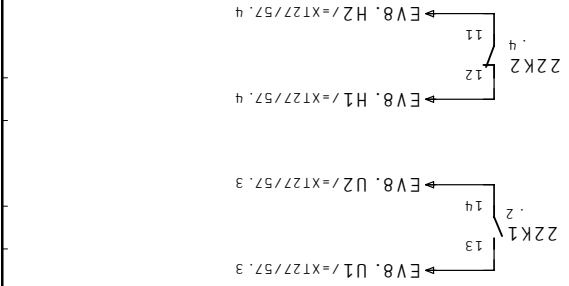 EV8. U1 /=XT27/57.3
13
22K1
.2
14
EV8. U2 /=XT27/57.3
EV8. H1 /=XT27/57.4
12
22K2
.4
11
EV8. H2 /=XT27/57.4